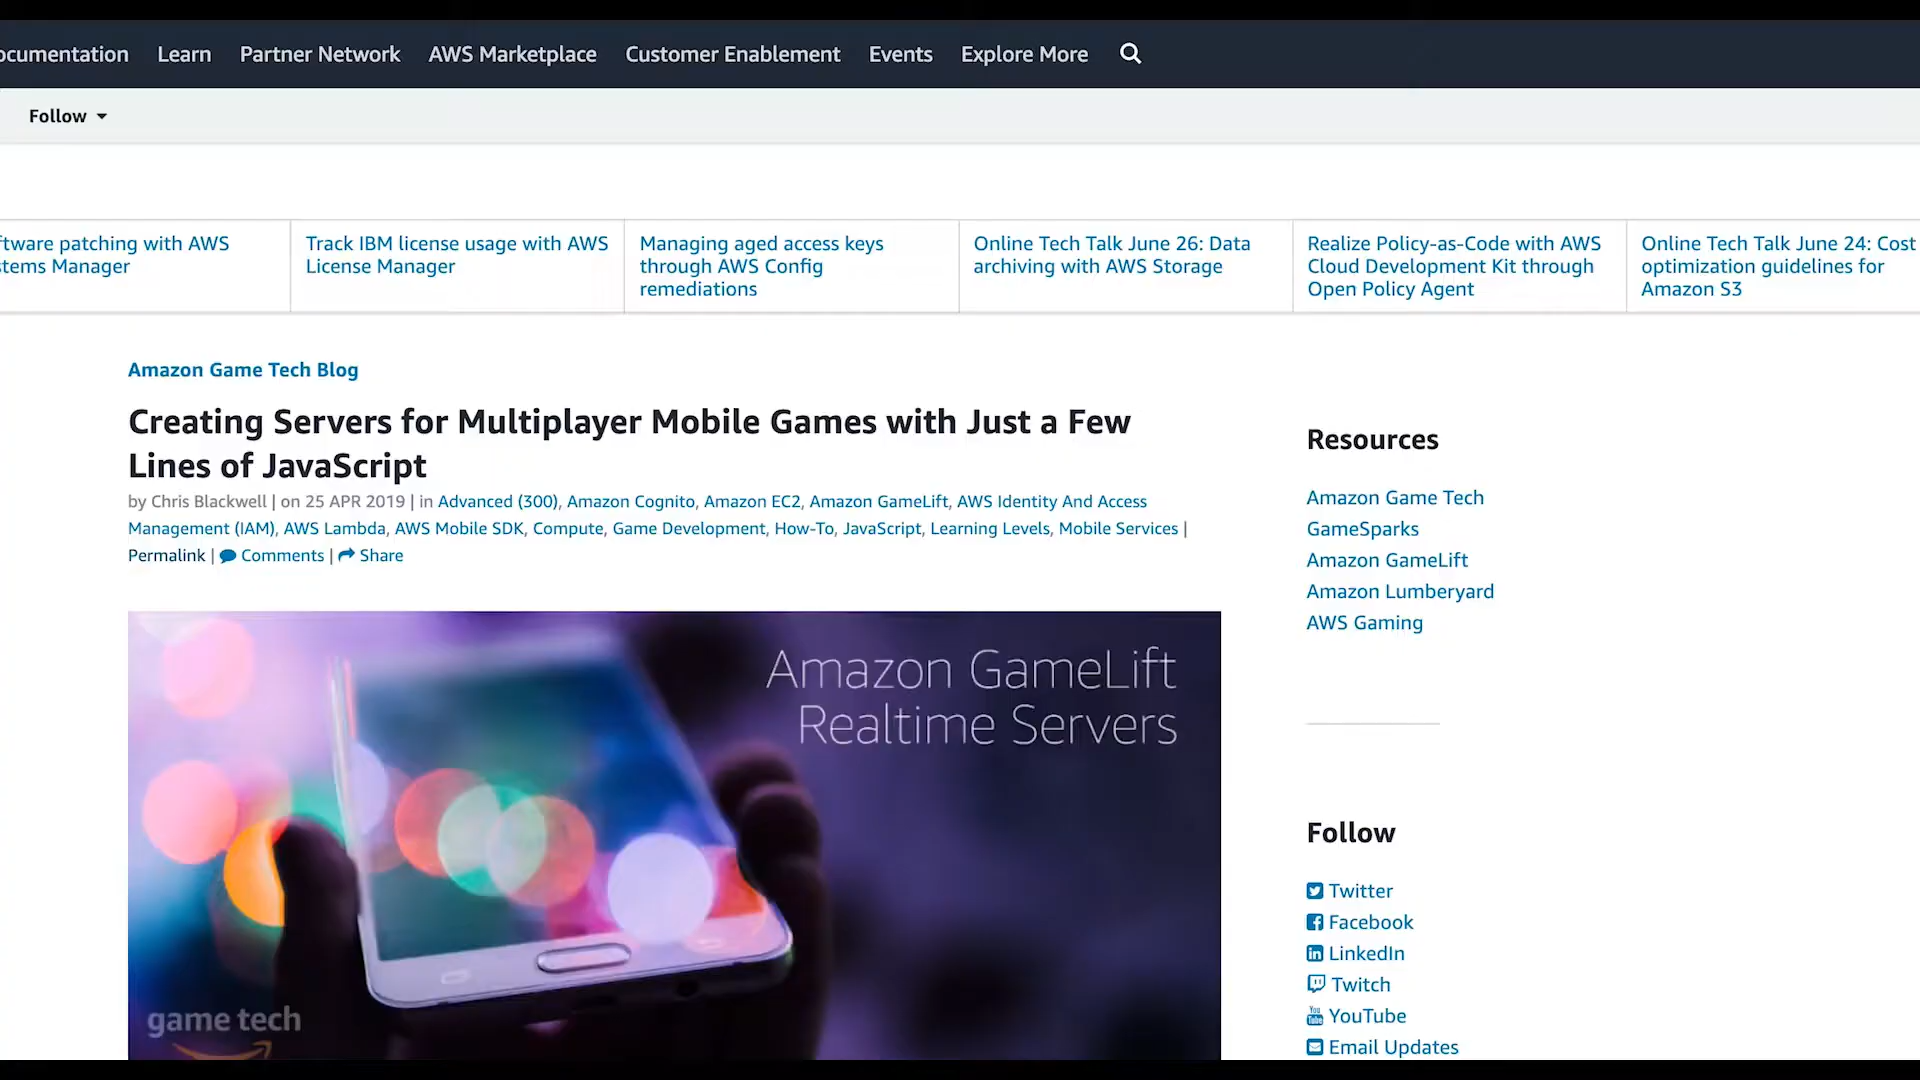 Learn Partner Network AWS Marketplace Customer Enablement Events Explore More
Follow
patching with AWS
Manager
Track IBM license usage with AWS
License Manager
Managing aged access keys
through AWS Config
remediations
Online Tech Talk June 26: Data
archiving with AWS Storage
Realize Policy-as-Code with AWS
Cloud Development Kit through
Open Policy Agent
Online Tech Talk June 24: Cost
optimization guidelines for
Amazon S3
Amazon Game Tech Blog
Creating Servers for Multiplayer Mobile Games with Just a Few
Lines of JavaScript
by Chris Blackwell | on 25 APR 2019 | in Advanced (300), Amazon Cognito, Amazon EC2, Amazon GameLift, AWS Identity And Access
Management (IAM), AWS Lambda, AWS Mobile SDK, Compute, Game Development, How-To, JavaScript, Learning Levels, Mobile Services |
Permalink | Comments | Share
Amazon GameLift
Realtime Servers
game tech
Resources
Amazon Game Tech
GameSparks
Amazon GameLift
Amazon Lumberyard
AWS Gaming
Follow
Twitter
Facebook
LinkedIn
Twitch
YouTube
Email Updates